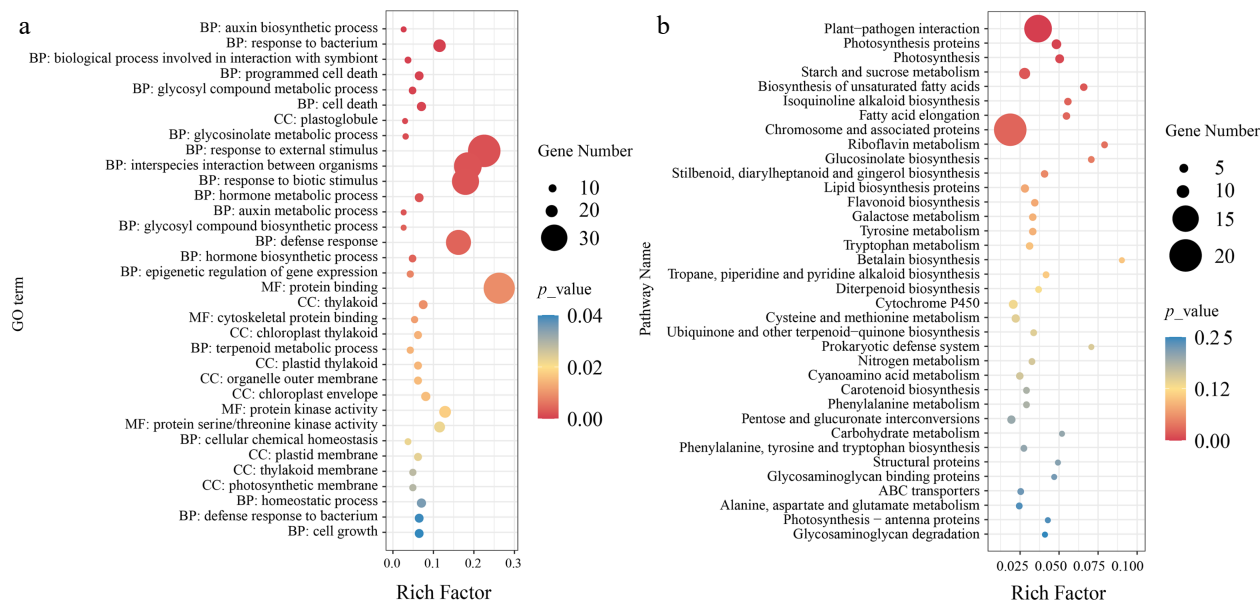 a
BP: auxin biosynthetic process
BP: response to bacterium
BP: biological process involved in interaction with symbiont
BP: programmed cell death
BP: glycosyl compound metabolic process
BP: cell death
CC: plastoglobule
BP: glycosinolate metabolic process
BP: response to external stimulus
BP: interspecies interaction between organisms
BP: response to biotic stimulus
BP: hormone metabolic process
BP: auxin metabolic process
BP: glycosyl compound biosynthetic process
BP: defense response
BP: hormone biosynthetic process
BP: epigenetic regulation of gene expression
MF: protein binding
CC: thylakoid
MF: cytoskeletal protein binding
CC: chloroplast thylakoid
BP: terpenoid metabolic process
CC: plastid thylakoid
CC: organelle outer membrane
CC: chloroplast envelope
MF: protein kinase activity
MF: protein serine/threonine kinase activity
BP: cellular chemical homeostasis
CC: plastid membrane
CC: thylakoid membrane
CC: photosynthetic membrane
BP: homeostatic process
BP: defense response to bacterium
BP: cell growth
GO term
0.0 0.1 0.2 0.3
Rich Factor
Gene Number
10
20
30
p_value
0.04
0.02
0.00
b
Plant−pathogen interaction
Photosynthesis proteins
Photosynthesis
Starch and sucrose metabolism
Biosynthesis of unsaturated fatty acids
Isoquinoline alkaloid biosynthesis
Fatty acid elongation
Chromosome and associated proteins
Riboflavin metabolism
Glucosinolate biosynthesis
Stilbenoid, diarylheptanoid and gingerol biosynthesis
Lipid biosynthesis proteins
Flavonoid biosynthesis
Galactose metabolism
Tyrosine metabolism
Tryptophan metabolism
Betalain biosynthesis
Tropane, piperidine and pyridine alkaloid biosynthesis
Diterpenoid biosynthesis
Cytochrome P450
Cysteine and methionine metabolism
Ubiquinone and other terpenoid−quinone biosynthesis
Prokaryotic defense system
Nitrogen metabolism
Cyanoamino acid metabolism
Carotenoid biosynthesis
Phenylalanine metabolism
Pentose and glucuronate interconversions
Carbohydrate metabolism
Phenylalanine, tyrosine and tryptophan biosynthesis
Structural proteins
Glycosaminoglycan binding proteins
ABC transporters
Alanine, aspartate and glutamate metabolism
Photosynthesis − antenna proteins
Glycosaminoglycan degradation
Pathway Name
0.025 0.050 0.075 0.100
Rich Factor
Gene Number
5
10
15
20
p_value
0.25
0.12
0.00